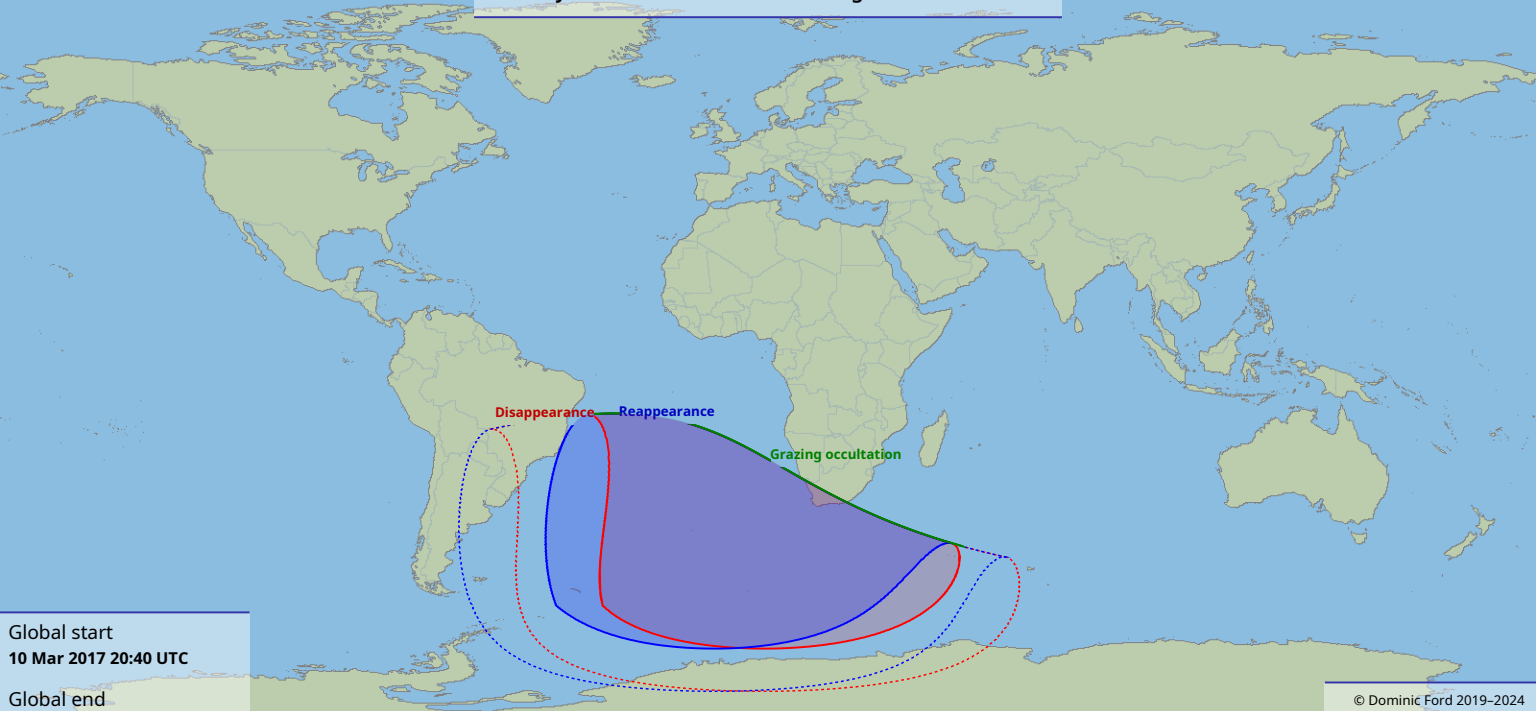 Disappearance
Reappearance
Grazing occultation
Global start
10 Mar 2017 20:40 UTC
Global end
© Dominic Ford 2019–2024